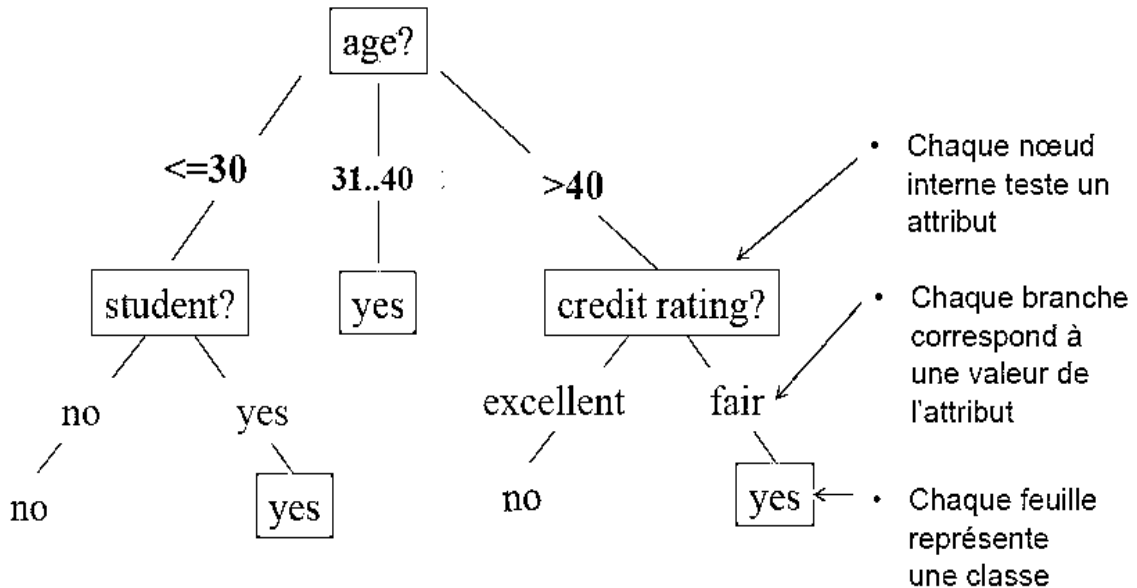 age?
<=30
31..40
>40
student?
yes
credit rating?
no
yes
excellent
fair
no
yes
no
yes
• Chaque nœud
interne teste un
attribut
• Chaque branche
correspond à
une valeur de
l'attribut
• Chaque feuille
représente
une classe